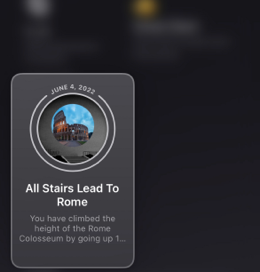 JUNE 4, 2022
All Stairs Lead To
Rome
You have climbed the
height of the Rome
Colosseum by going up 1...